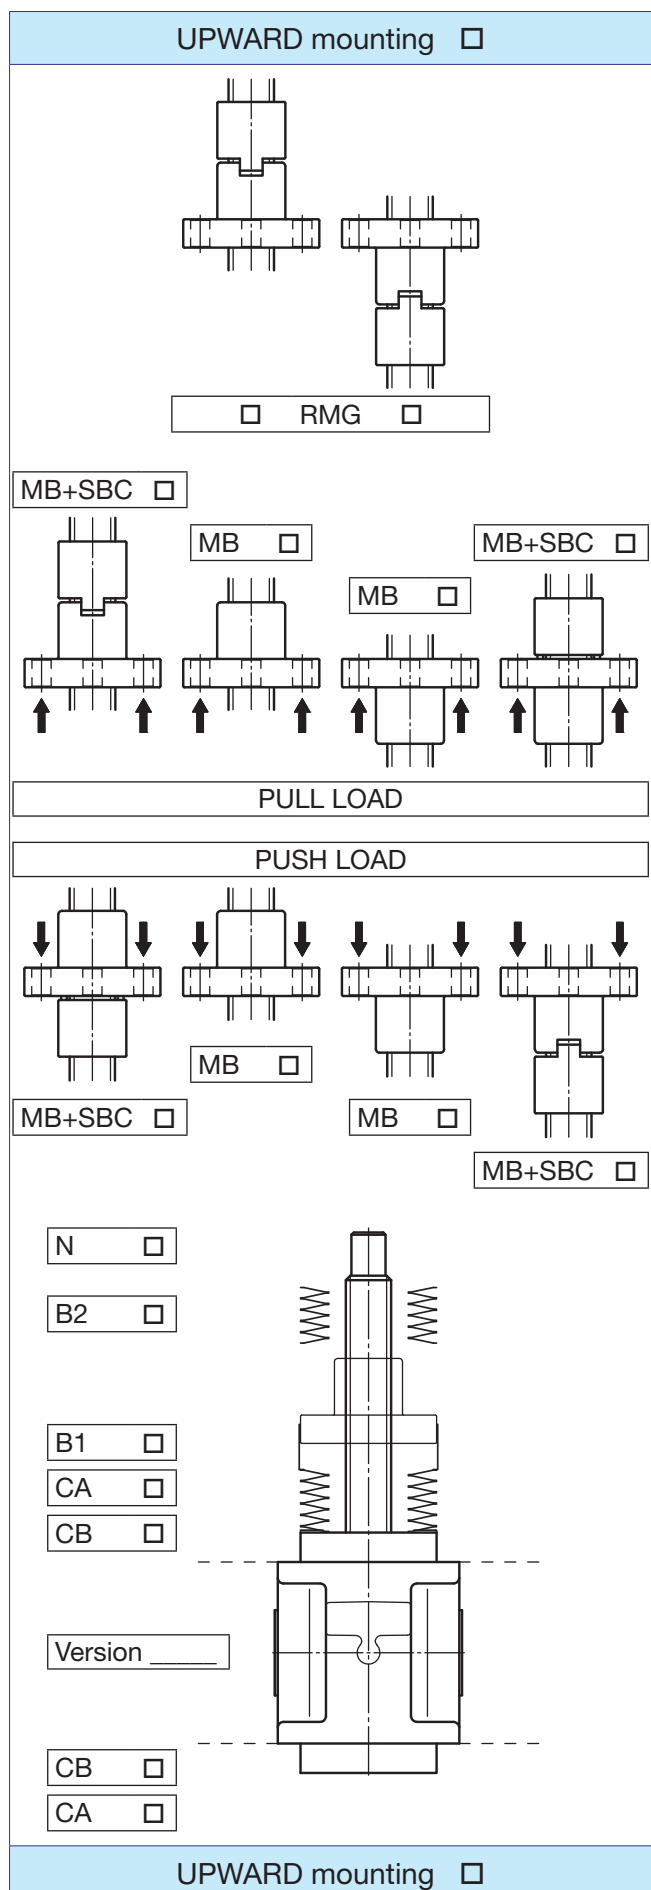 UPWARD mounting □
□ RMG □
MB+SBC □
MB □
MB+SBC □
MB □
PULL LOAD
PUSH LOAD
MB □
MB+SBC □
MB □
MB+SBC □
N □
B2 □
B1 □
CA □
CB □
Version _____
CB □
CA □
UPWARD mounting □